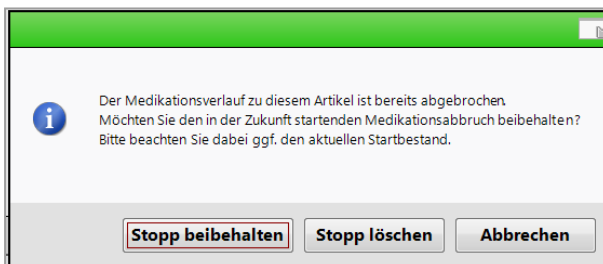 Der Medikationsverlauf zu diesem Artikel ist bereits abgebrochen.
Möchten Sie den in der Zukunft startenden Medikationsabbruch beibehalten?
Bitte beachten Sie dabei ggf. den aktuellen Startbestand.
Stopp beibehalten
Stopp löschen
Abbrechen